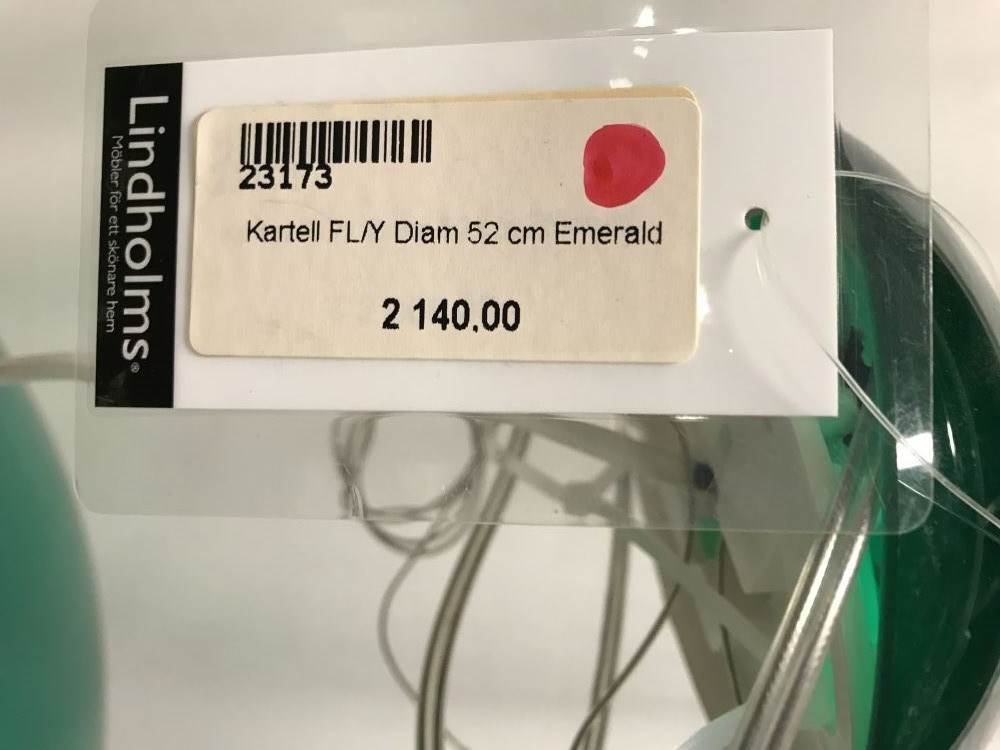 Lindholms®
Möbler för ett skönare hem
23173
Kartell FL/Y Diam 52 cm Emerald
2 140,00